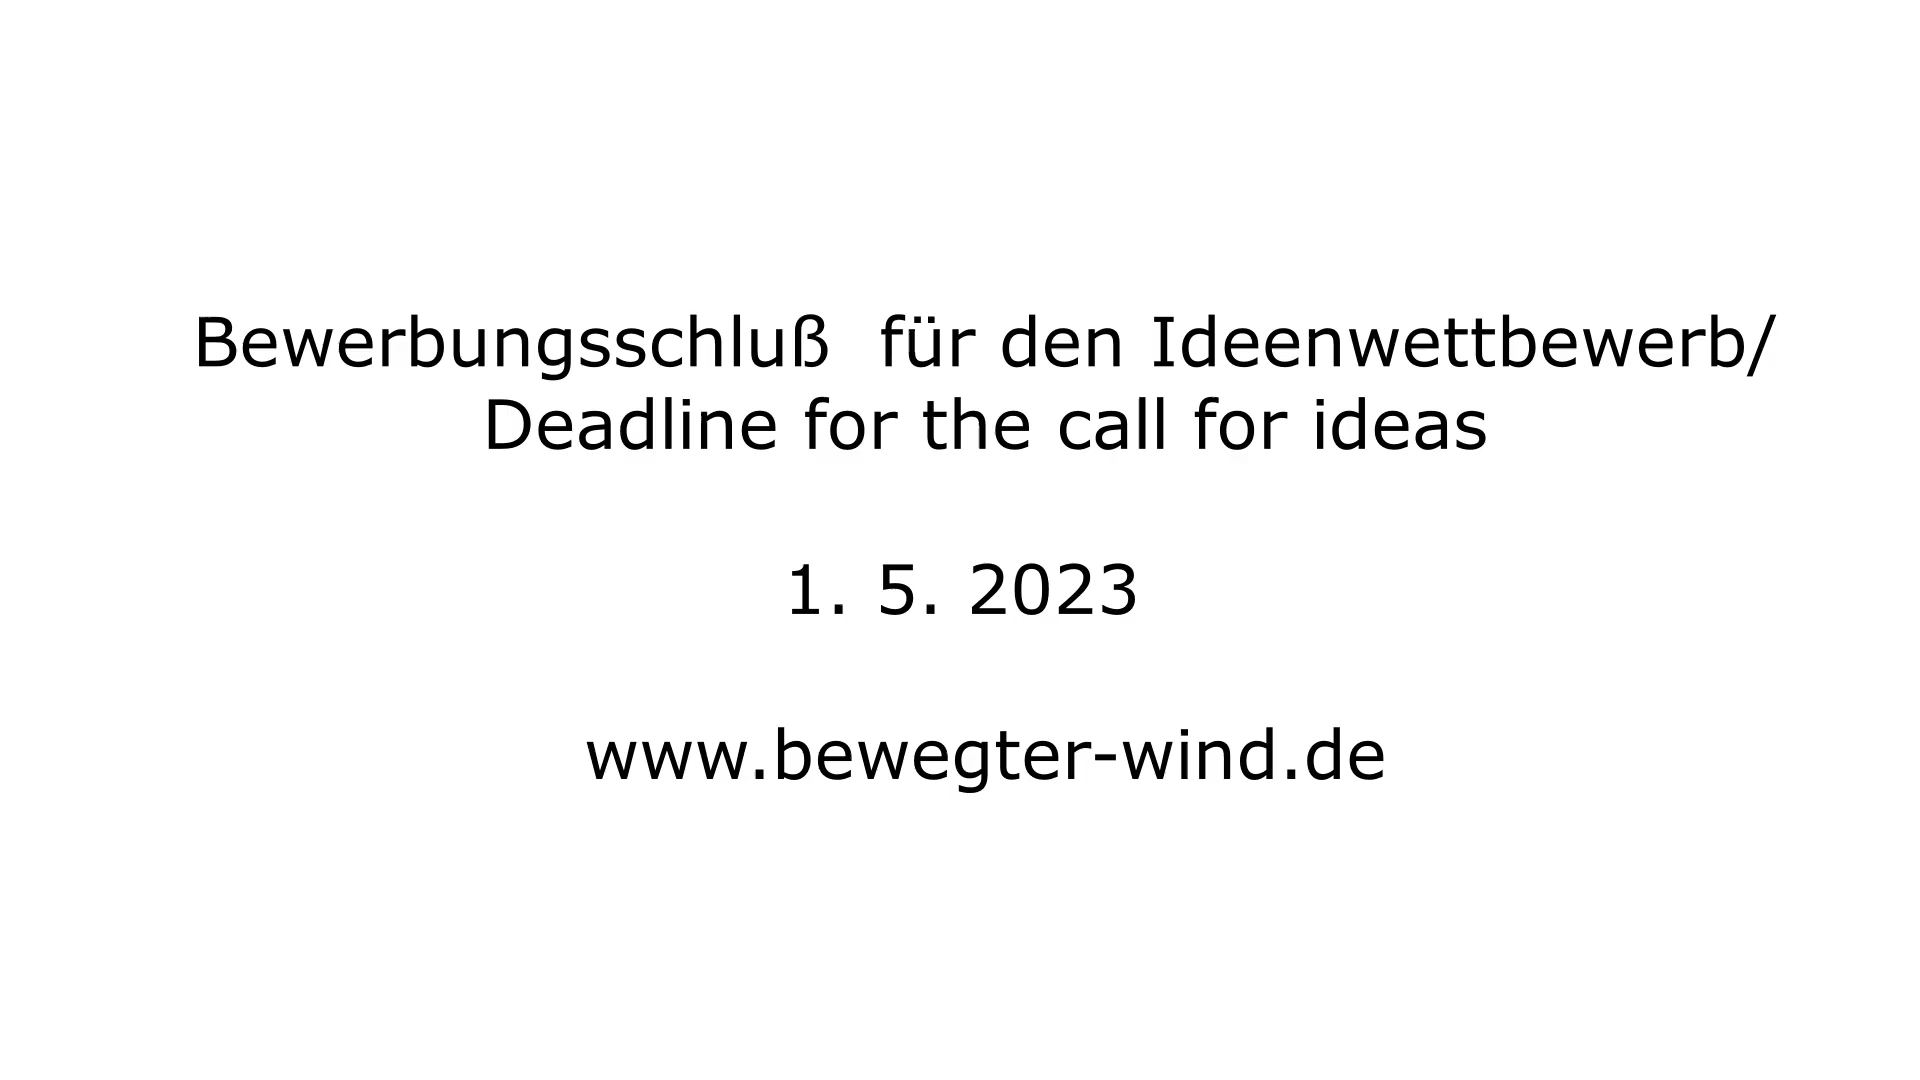 Bewerbungsschluß  für den Ideenwettbewerb/
Deadline for the call for ideas
1. 5. 2023
www.bewegter-wind.de